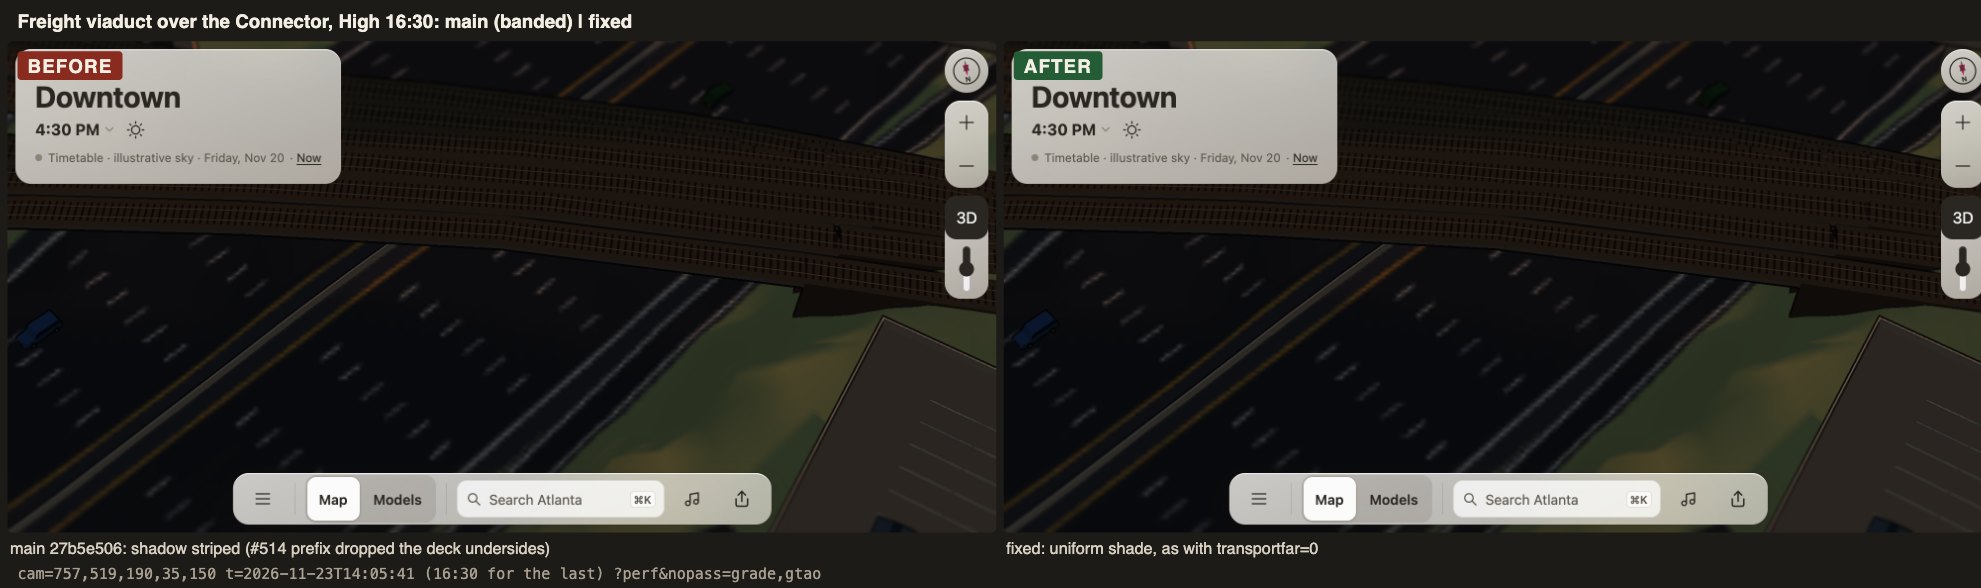 Freight viaduct over the Connector, High 16:30: main (banded) | fixed
BEFORE
Downtown
4:30 PM
Timetable · illustrative sky · Friday, Nov 20 · Now
N
+
−
3D
Map Models Search Atlanta ⌘K
main 27b5e506: shadow striped (#514 prefix dropped the deck undersides)
AFTER
Downtown
4:30 PM
Timetable · illustrative sky · Friday, Nov 20 · Now
N
+
−
3D
Map Models Search Atlanta ⌘K
fixed: uniform shade, as with transportfar=0
cam=757,519,190,35,150 t=2026-11-23T14:05:41 (16:30 for the last) ?perf&nopass=grade,gtao